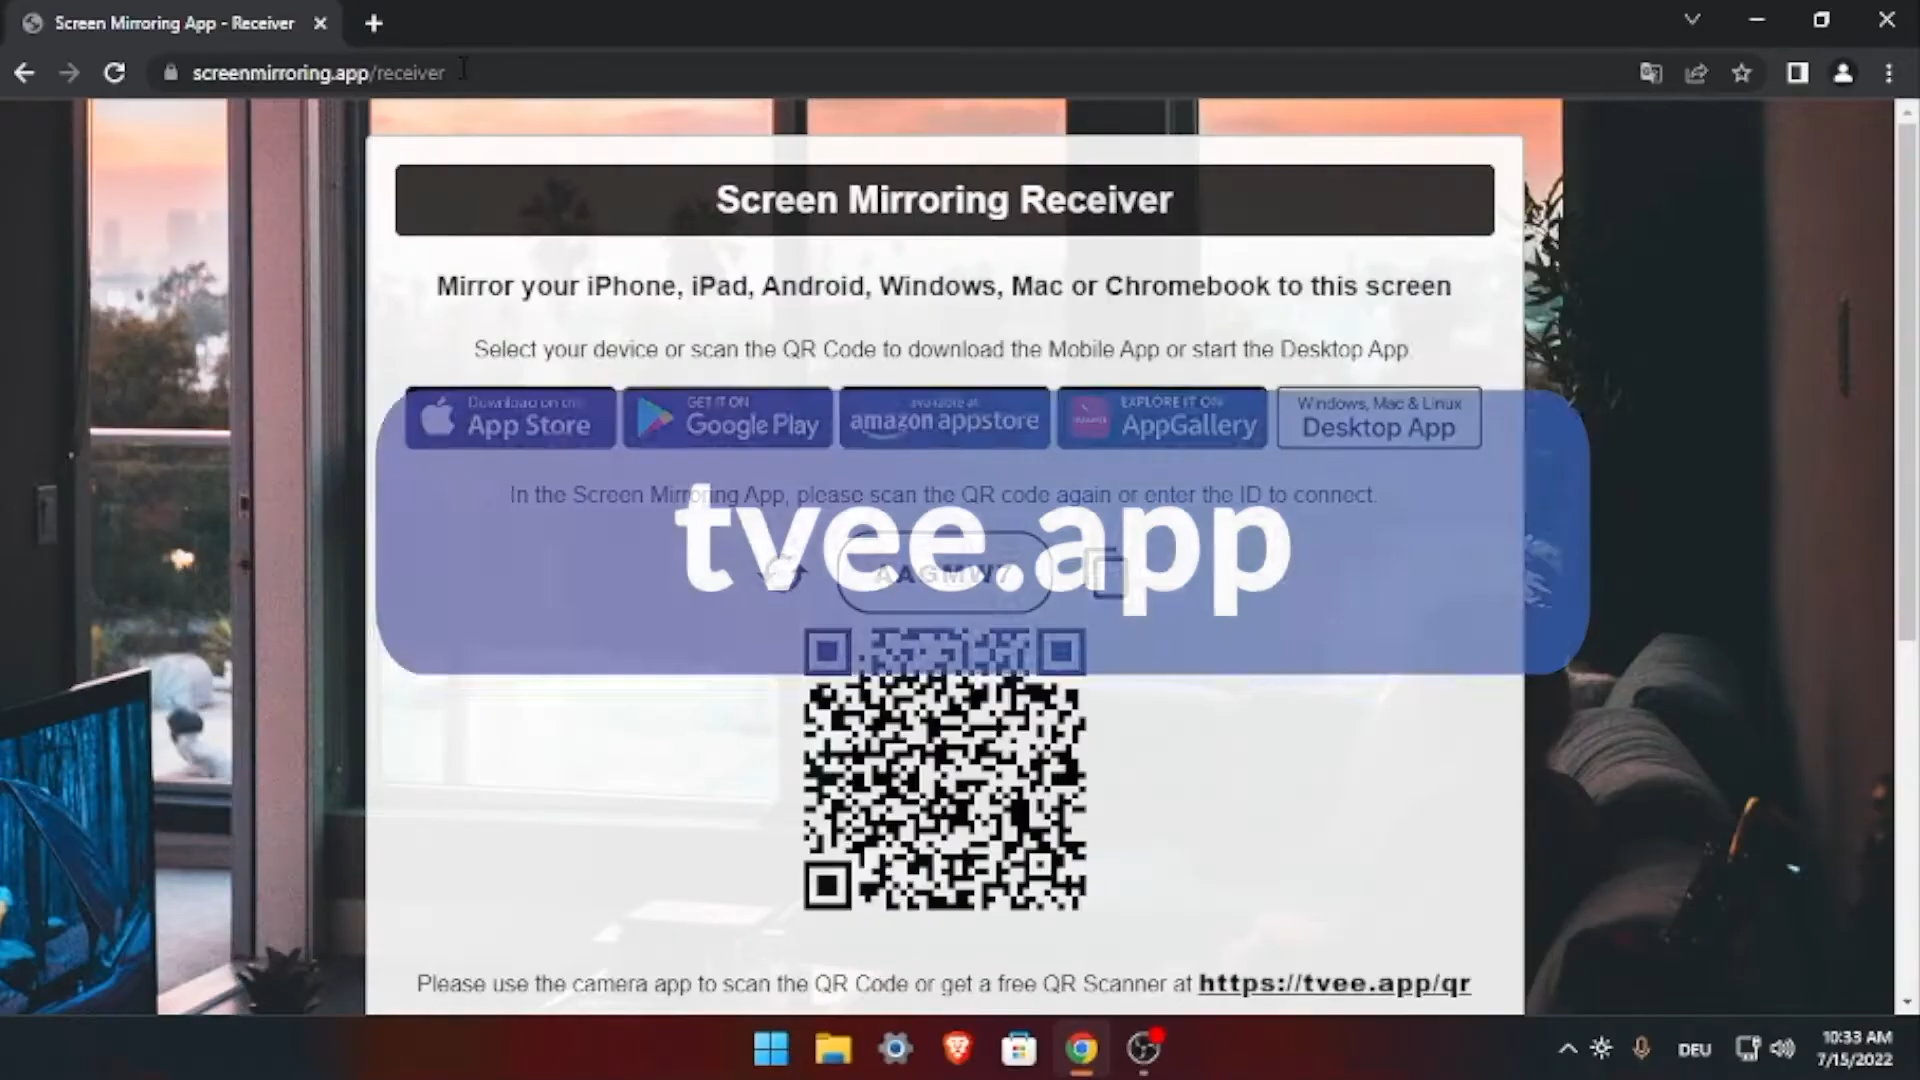 Screen Mirroring App - Receiver
screenmirroring.app/receiver
Screen Mirroring Receiver
Mirror your iPhone, iPad, Android, Windows, Mac or Chromebook to this screen
Select your device or scan the QR Code to download the Mobile App or start the Desktop App.
Download on the
App Store
GET IT ON
Google Play
available at
amazon appstore
EXPLORE IT ON
AppGallery
Windows, Mac & Linux
Desktop App
In the Screen Mirroring App, please scan the QR code again or enter the ID to connect.
tvee.app
AAGMW7
Please use the camera app to scan the QR Code or get a free QR Scanner at https://tvee.app/qr
DEU
10:33 AM
7/15/2022